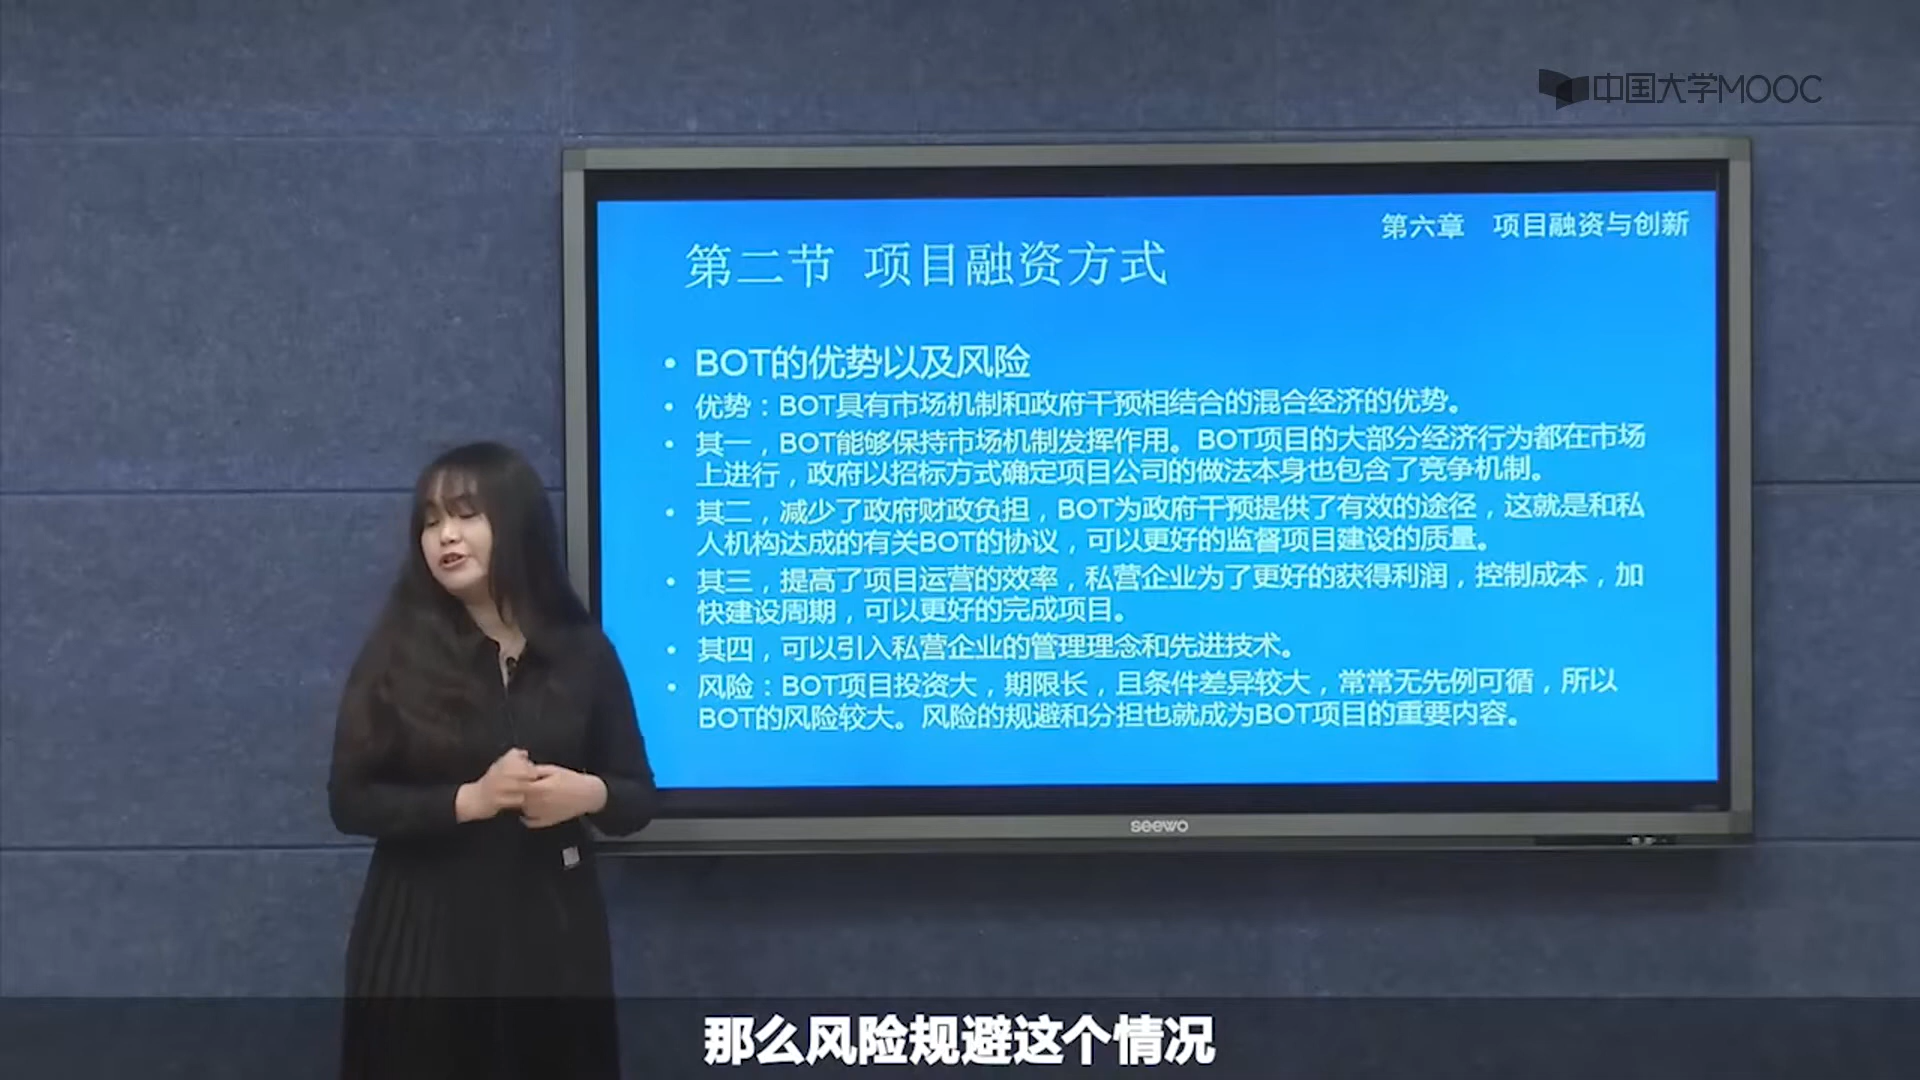 中国大学MOOC
第六章 项目融资与创新
第二节 项目融资方式
• BOT的优势以及风险
• 优势：BOT具有市场机制和政府干预相结合的混合经济的优势。
• 其一，BOT能够保持市场机制发挥作用。BOT项目的大部分经济行为都在市场
上进行，政府以招标方式确定项目公司的做法本身也包含了竞争机制。
• 其二，减少了政府财政负担，BOT为政府干预提供了有效的途径，这就是和私
人机构达成的有关BOT的协议，可以更好的监督项目建设的质量。
• 其三，提高了项目运营的效率，私营企业为了更好的获得利润，控制成本，加
快建设周期，可以更好的完成项目。
• 其四，可以引入私营企业的管理理念和先进技术。
• 风险：BOT项目投资大，期限长，且条件差异较大，常常无先例可循，所以
BOT的风险较大。风险的规避和分担也就成为BOT项目的重要内容。
seewo
那么风险规避这个情况